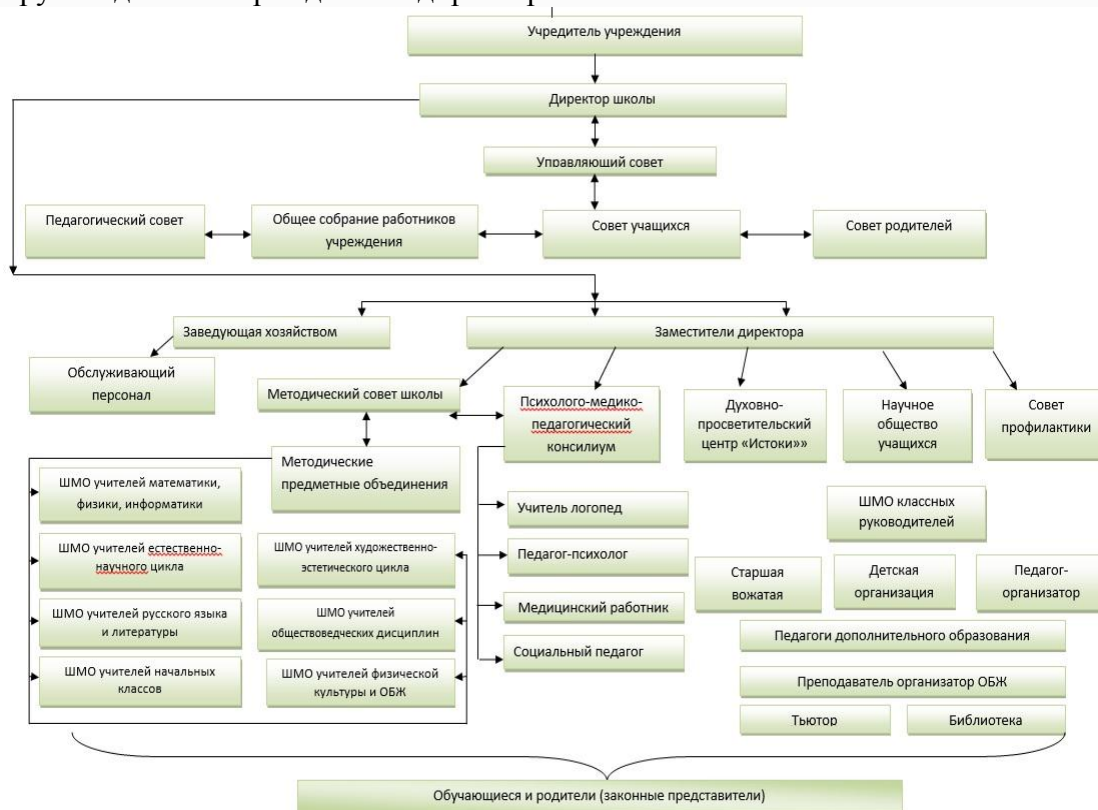 Учредитель учреждения
Директор школы
Управляющий совет
Педагогический совет
Общее собрание работников
учреждения
Совет учащихся
Совет родителей
Заведующая хозяйством
Заместители директора
Обслуживающий
персонал
Методический совет школы
Психолого-медико-
педагогический
консилиум
Духовно-
просветительский
центр «Истоки»»
Научное
общество
учащихся
Совет
профилактики
Методические
предметные объединения
ШМО учителей математики,
физики, информатики
ШМО учителей естественно-
научного цикла
ШМО учителей русского языка
и литературы
ШМО учителей начальных
классов
ШМО учителей художественно-
эстетического цикла
ШМО учителей
обществоведческих дисциплин
ШМО учителей физической
культуры и ОБЖ
Учитель логопед
Педагог-психолог
Медицинский работник
Социальный педагог
ШМО классных
руководителей
Старшая
вожатая
Детская
организация
Педагог-
организатор
Педагоги дополнительного образования
Преподаватель организатор ОБЖ
Тьютор
Библиотека
Обучающиеся и родители (законные представители)